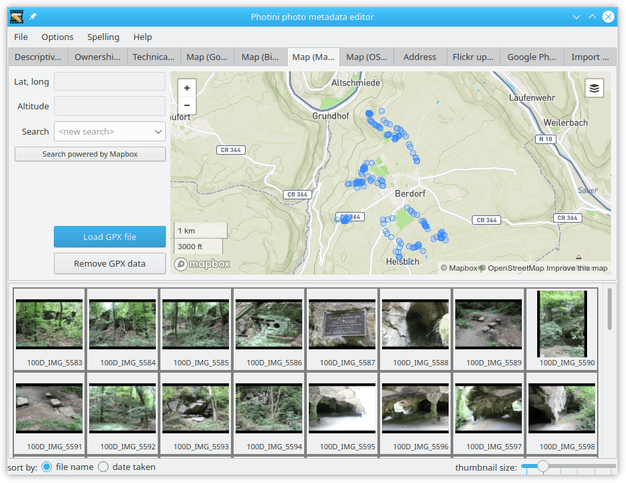 Photini photo metadata editor
File Options Spelling Help
Descriptiv... Ownershi... Technica... Map (Go... Map (Bi... Map (Ma... Map (OS... Address Flickr up... Google Ph... Import ...
Lat, long
Altitude
Search <new search>
Search powered by Mapbox
Load GPX file
Remove GPX data
+
−
Altschmiede
Grundhof
Laufenwehr
Weilerbach
ufort
N 10
CR 364
CR 364
Sauer
Berdorf
CR 364
CR 364
CR 364
1 km
3000 ft
Heisbich
mapbox
© Mapbox © OpenStreetMap Improve this map
100D_IMG_5583 100D_IMG_5584 100D_IMG_5585 100D_IMG_5586 100D_IMG_5587 100D_IMG_5588 100D_IMG_5589 100D_IMG_5590
100D_IMG_5591 100D_IMG_5592 100D_IMG_5593 100D_IMG_5594 100D_IMG_5595 100D_IMG_5596 100D_IMG_5597 100D_IMG_5598
sort by: file name date taken thumbnail size: